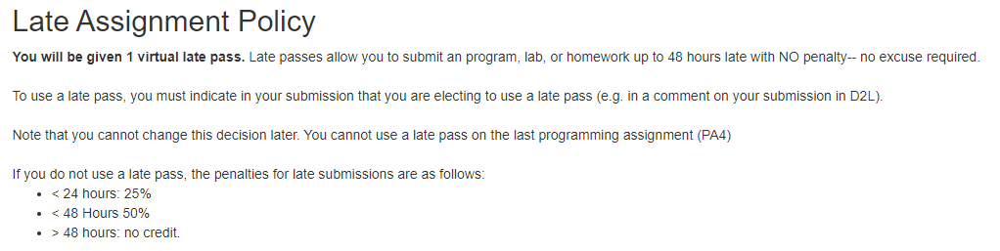 Late Assignment Policy
You will be given 1 virtual late pass. Late passes allow you to submit an program, lab, or homework up to 48 hours late with NO penalty-- no excuse required.
To use a late pass, you must indicate in your submission that you are electing to use a late pass (e.g. in a comment on your submission in D2L).
Note that you cannot change this decision later. You cannot use a late pass on the last programming assignment (PA4)
If you do not use a late pass, the penalties for late submissions are as follows:
• < 24 hours: 25%
• < 48 Hours 50%
• > 48 hours: no credit.